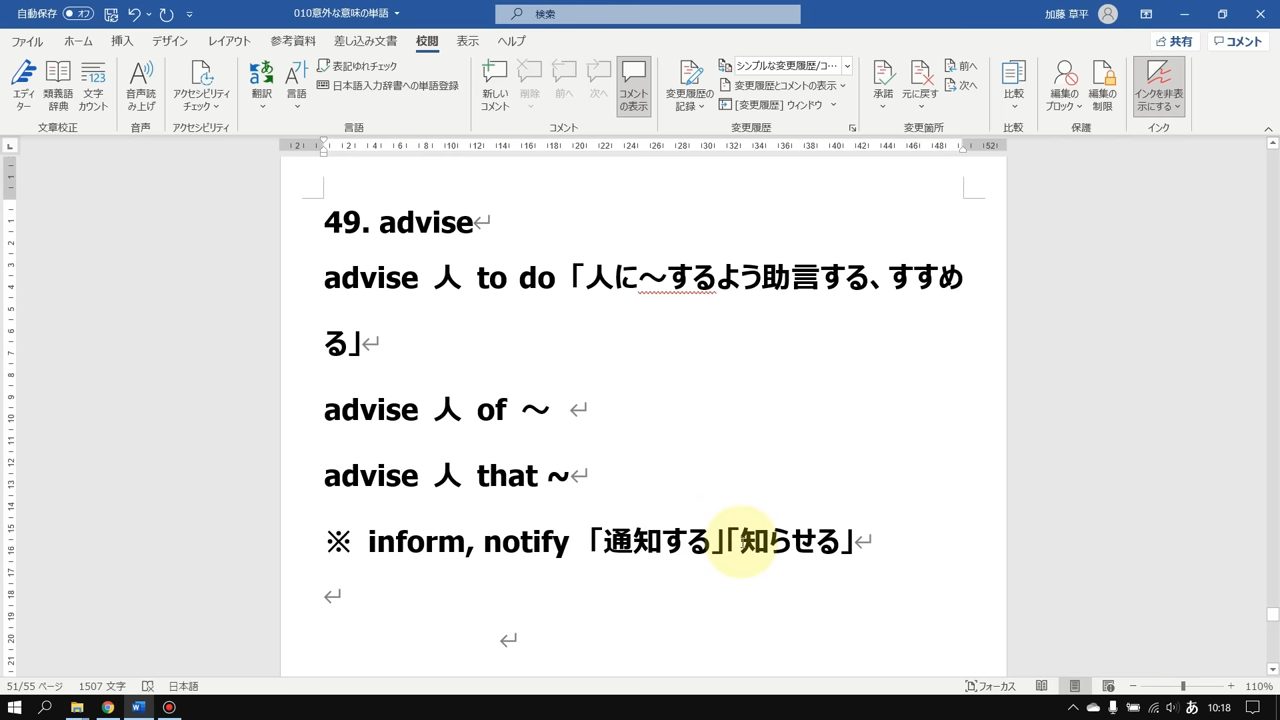 自動保存 オフ
010意外な意味の単語
検索
加藤 草平
ファイル ホーム 挿入 デザイン レイアウト 参考資料 差し込み文書 校閲 表示 ヘルプ
共有 コメント
エディター
類義語辞典
文字カウント
音声読み上げ
アクセシビリティチェック
翻訳
言語
表記ゆれチェック
日本語入力辞書への単語登録
新しいコメント
削除
前へ
次へ
コメントの表示
変更履歴の記録
シンプルな変更履歴/コ…
変更履歴とコメントの表示
[変更履歴] ウィンドウ
承諾
元に戻す
前へ
次へ
比較
編集のブロック
編集の制限
インクを非表示にする
文章校正 音声 アクセシビリティ 言語 コメント 変更履歴 変更箇所 比較 保護 インク
49. advise
advise 人 to do「人に～するよう助言する、すすめ
る」
advise 人 of ～
advise 人 that ~
※ inform, notify 「通知する」「知らせる」
51/55 ページ 1507 文字 日本語
フォーカス
110%
あ 10:18